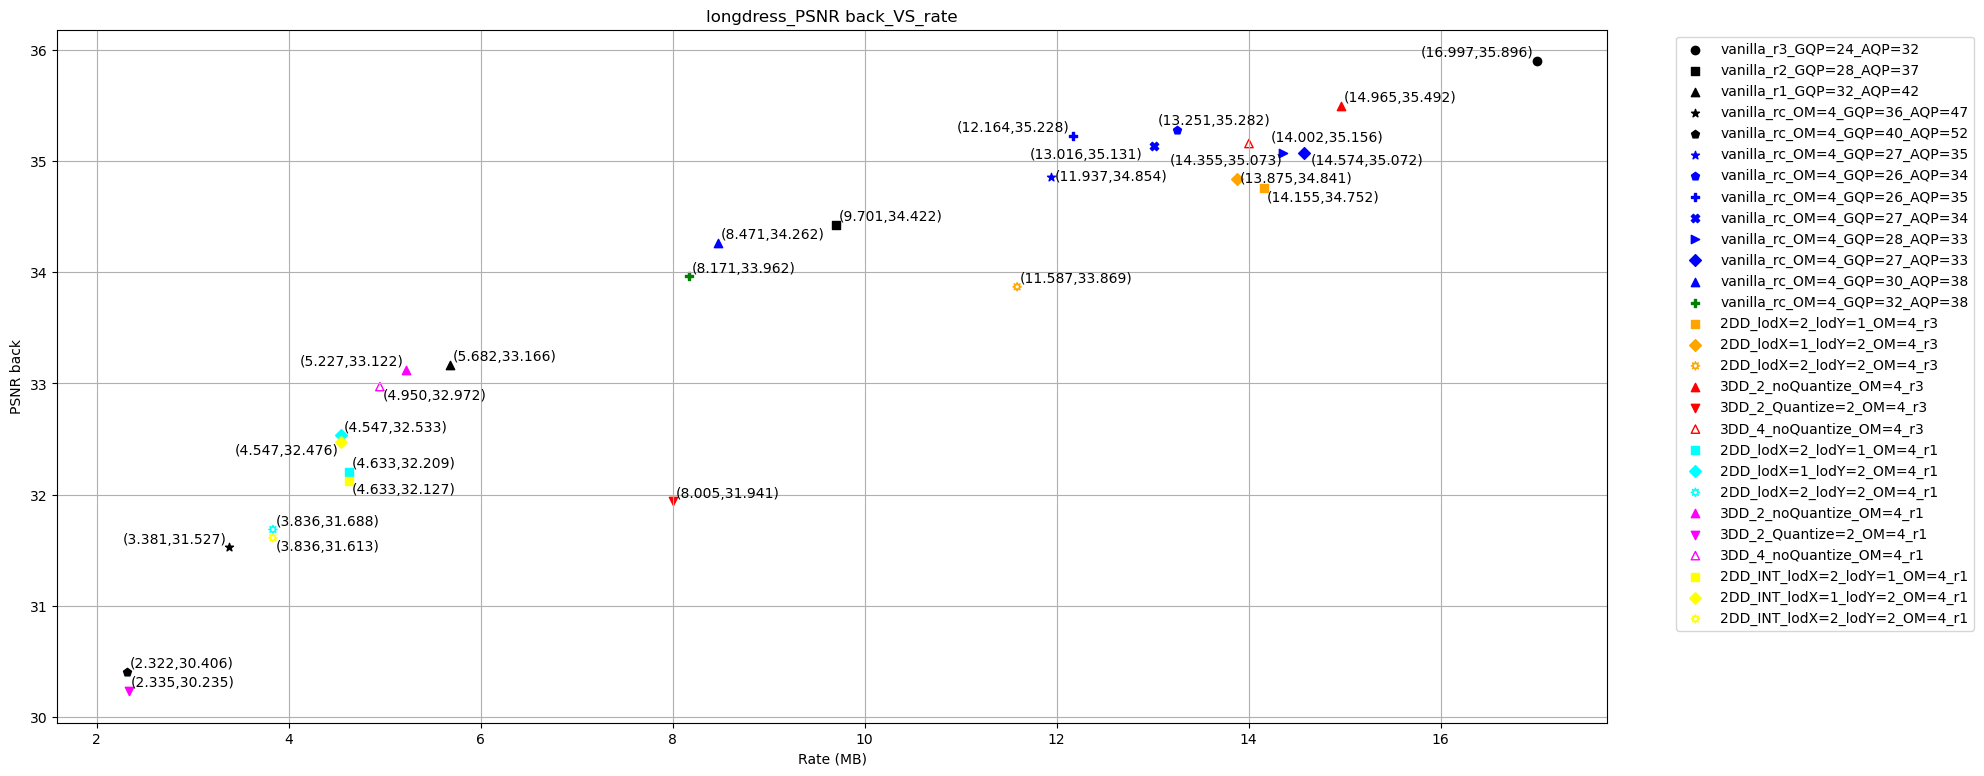 longdress_PSNR back_VS_rate
PSNR back
36
35
34
33
32
31
30
(16.997,35.896)
(14.965,35.492)
(13.251,35.282)
(12.164,35.228)
(14.002,35.156)
(13.016,35.131)
(14.355,35.073)
(14.574,35.072)
(11.937,34.854)
(13.875,34.841)
(14.155,34.752)
(9.701,34.422)
(8.471,34.262)
(8.171,33.962)
(11.587,33.869)
(5.682,33.166)
(5.227,33.122)
(4.950,32.972)
(4.547,32.533)
(4.547,32.476)
(4.633,32.209)
(4.633,32.127)
(8.005,31.941)
(3.836,31.688)
(3.381,31.527)
(3.836,31.613)
(2.322,30.406)
(2.335,30.235)
2
4
6
8
10
12
14
16
Rate (MB)
vanilla_r3_GQP=24_AQP=32
vanilla_r2_GQP=28_AQP=37
vanilla_r1_GQP=32_AQP=42
vanilla_rc_OM=4_GQP=36_AQP=47
vanilla_rc_OM=4_GQP=40_AQP=52
vanilla_rc_OM=4_GQP=27_AQP=35
vanilla_rc_OM=4_GQP=26_AQP=34
vanilla_rc_OM=4_GQP=26_AQP=35
vanilla_rc_OM=4_GQP=27_AQP=34
vanilla_rc_OM=4_GQP=28_AQP=33
vanilla_rc_OM=4_GQP=27_AQP=33
vanilla_rc_OM=4_GQP=30_AQP=38
vanilla_rc_OM=4_GQP=32_AQP=38
2DD_lodX=2_lodY=1_OM=4_r3
2DD_lodX=1_lodY=2_OM=4_r3
2DD_lodX=2_lodY=2_OM=4_r3
3DD_2_noQuantize_OM=4_r3
3DD_2_Quantize=2_OM=4_r3
3DD_4_noQuantize_OM=4_r3
2DD_lodX=2_lodY=1_OM=4_r1
2DD_lodX=1_lodY=2_OM=4_r1
2DD_lodX=2_lodY=2_OM=4_r1
3DD_2_noQuantize_OM=4_r1
3DD_2_Quantize=2_OM=4_r1
3DD_4_noQuantize_OM=4_r1
2DD_INT_lodX=2_lodY=1_OM=4_r1
2DD_INT_lodX=1_lodY=2_OM=4_r1
2DD_INT_lodX=2_lodY=2_OM=4_r1